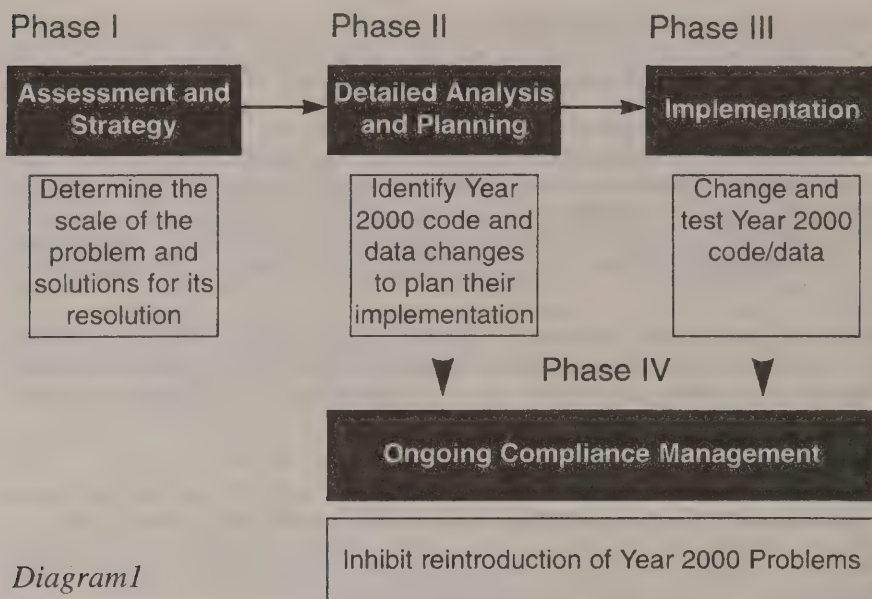 Phase I
Phase II
Phase III
Assessment and
Strategy
Detailed Analysis
and Planning
Implementation
Determine the
scale of the
problem and
solutions for its
resolution
Identify Year
2000 code and
data changes
to plan their
implementation
Change and
test Year 2000
code/data
Phase IV
Ongoing Compliance Management
Inhibit reintroduction of Year 2000 Problems
Diagram1